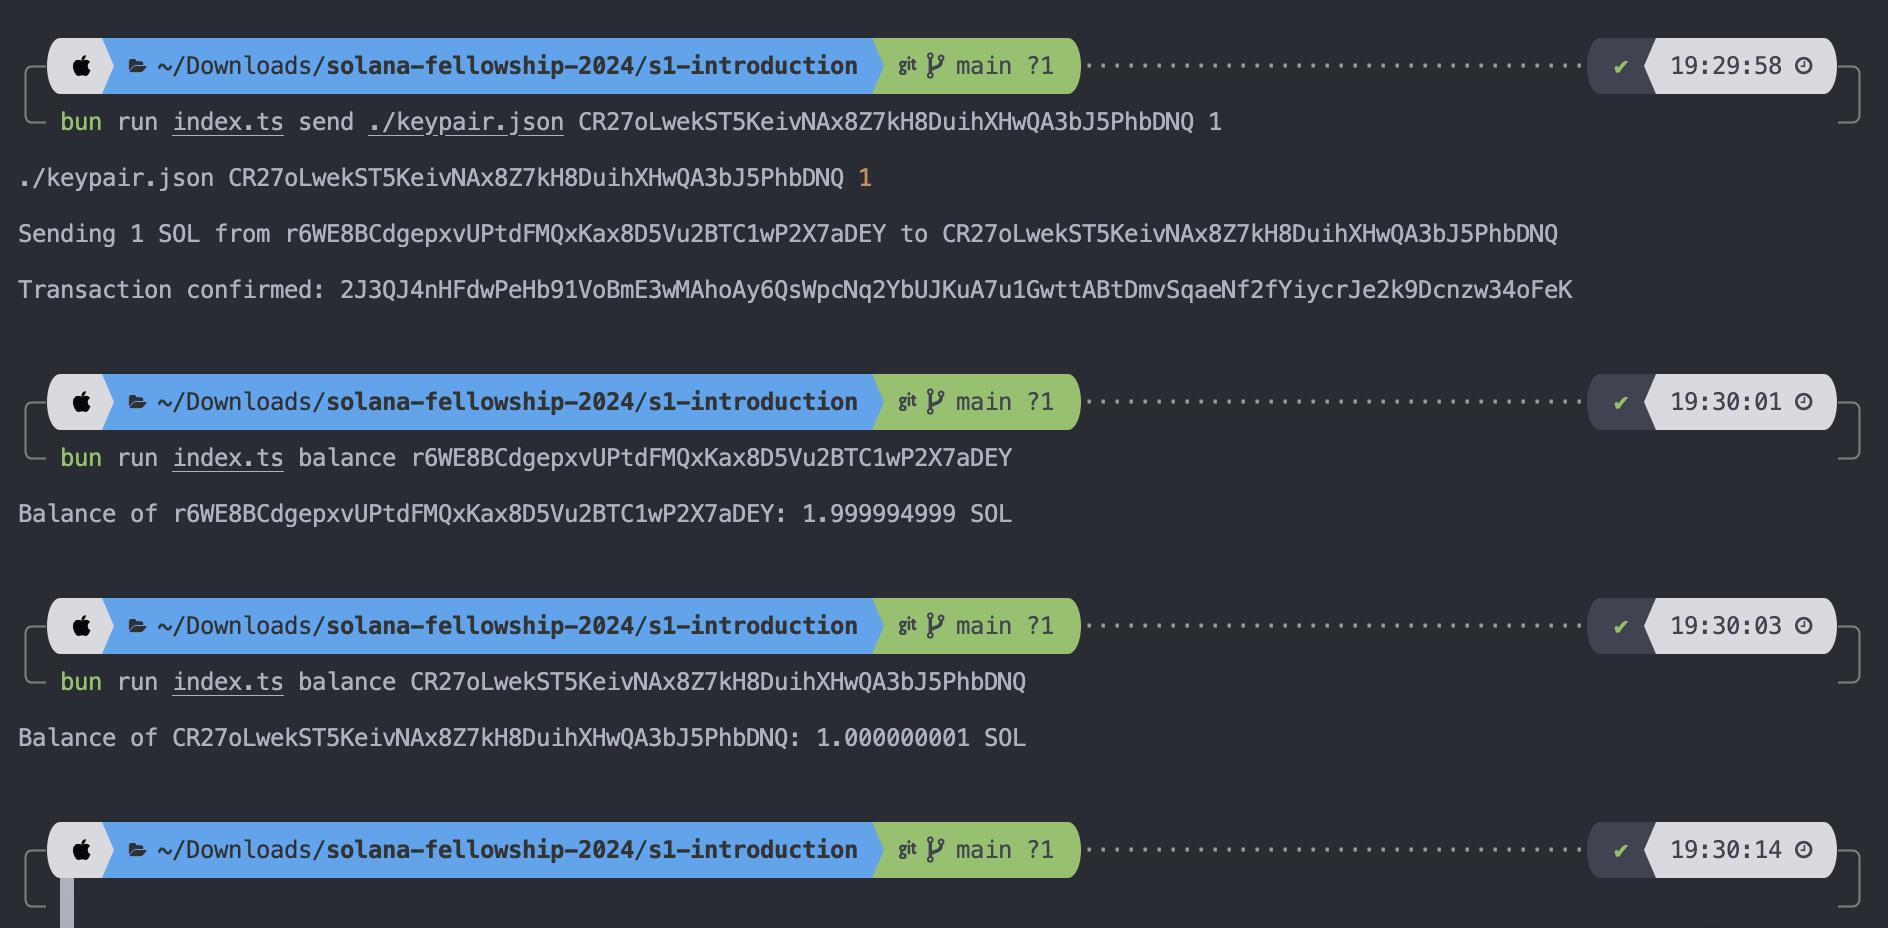 ~/Downloads/solana-fellowship-2024/s1-introduction git main ?1 ✔ 19:29:58
bun run index.ts send ./keypair.json CR27oLwekST5KeivNAx8Z7kH8DuihXHwQA3bJ5PhbDNQ 1
./keypair.json CR27oLwekST5KeivNAx8Z7kH8DuihXHwQA3bJ5PhbDNQ 1
Sending 1 SOL from r6WE8BCdgepxvUPtdFMQxKax8D5Vu2BTC1wP2X7aDEY to CR27oLwekST5KeivNAx8Z7kH8DuihXHwQA3bJ5PhbDNQ
Transaction confirmed: 2J3QJ4nHFdwPeHb91VoBmE3wMAhoAy6QsWpcNq2YbUJKuA7u1GwttABtDmvSqaeNf2fYiycrJe2k9Dcnzw34oFeK
~/Downloads/solana-fellowship-2024/s1-introduction git main ?1 ✔ 19:30:01
bun run index.ts balance r6WE8BCdgepxvUPtdFMQxKax8D5Vu2BTC1wP2X7aDEY
Balance of r6WE8BCdgepxvUPtdFMQxKax8D5Vu2BTC1wP2X7aDEY: 1.999994999 SOL
~/Downloads/solana-fellowship-2024/s1-introduction git main ?1 ✔ 19:30:03
bun run index.ts balance CR27oLwekST5KeivNAx8Z7kH8DuihXHwQA3bJ5PhbDNQ
Balance of CR27oLwekST5KeivNAx8Z7kH8DuihXHwQA3bJ5PhbDNQ: 1.000000001 SOL
~/Downloads/solana-fellowship-2024/s1-introduction git main ?1 ✔ 19:30:14